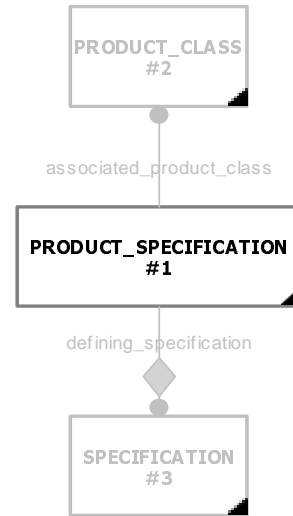 PRODUCT_CLASS
#2
associated_product_class
PRODUCT_SPECIFICATION
#1
defining_specification
SPECIFICATION
#3